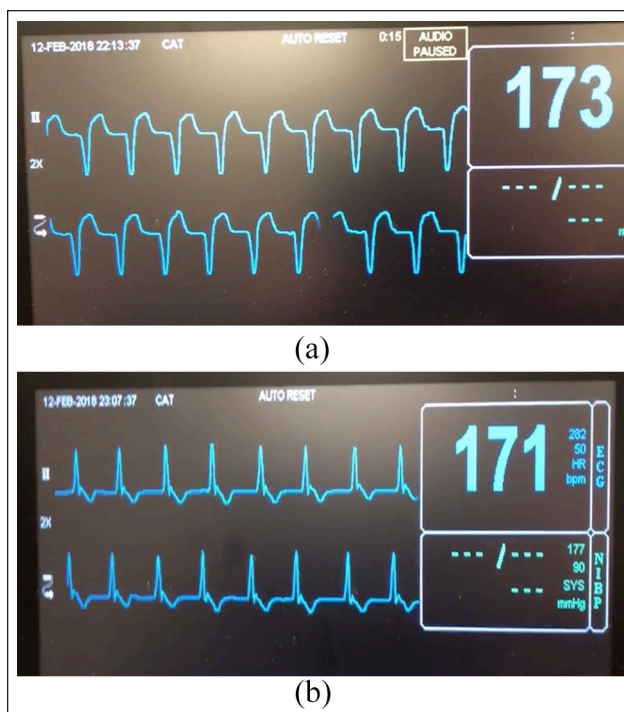 12-FEB-2018 22:13:37 CAT AUTO RESET 0:15 AUDIO PAUSED :
II
173
2X
--- / ---
---
(a)
12-FEB-2018 23:07:37 CAT AUTO RESET :
II
171
282
50
HR
bpm
ECG
2X
--- / ---
177
90
---
SYS
mmHg
NIBP
(b)